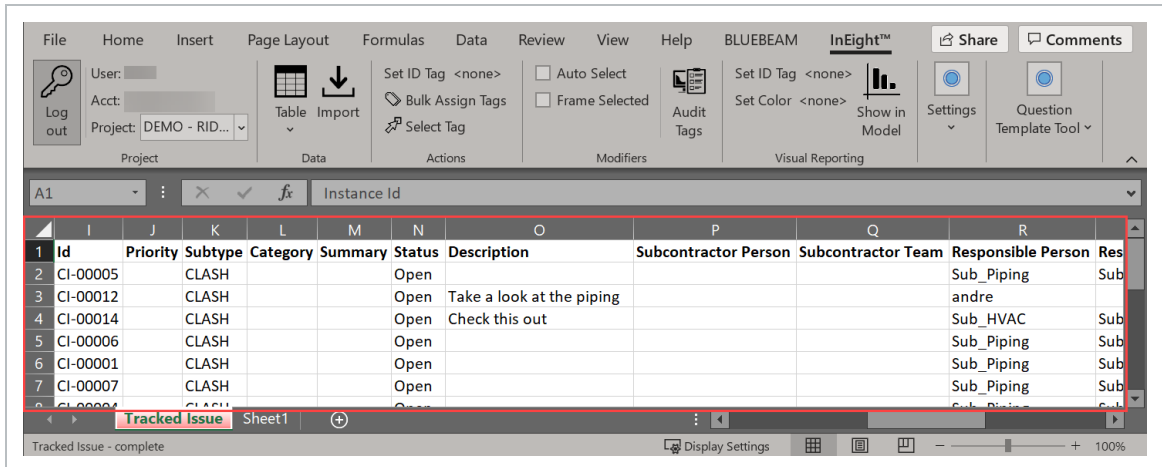 File Home Insert Page Layout Formulas Data Review View Help BLUEBEAM InEight™ Share Comments
Log out
User:
Acct:
Project: DEMO - RID...
Project
Table
Import
Data
Set ID Tag <none>
Bulk Assign Tags
Select Tag
Actions
Auto Select
Frame Selected
Modifiers
Audit Tags
Set ID Tag <none>
Set Color <none>
Show in Model
Visual Reporting
Settings
Question Template Tool
A1 fx Instance Id
I J K L M N O P Q R
1 Id Priority Subtype Category Summary Status Description Subcontractor Person Subcontractor Team Responsible Person Res
2 CI-00005 CLASH Open Sub_Piping Sub
3 CI-00012 CLASH Open Take a look at the piping andre
4 CI-00014 CLASH Open Check this out Sub_HVAC Sub
5 CI-00006 CLASH Open Sub_Piping Sub
6 CI-00001 CLASH Open Sub_Piping Sub
7 CI-00007 CLASH Open Sub_Piping Sub
Tracked Issue Sheet1
Tracked Issue - complete Display Settings 100%